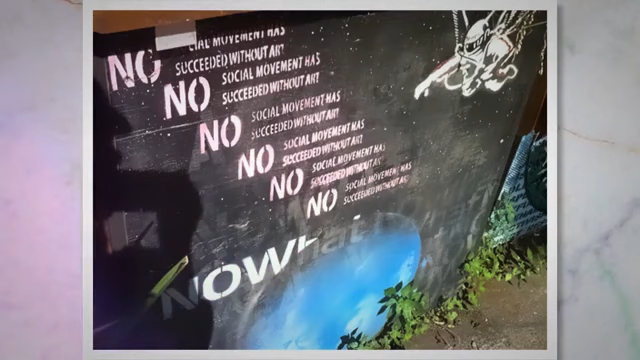 NO
CIAL MOVEMENT HAS
SUCCEEDED WITHOUT ART
NO
SOCIAL MOVEMENT HAS
SUCCEEDED WITHOUT ART
NO
SOCIAL MOVEMENT HAS
SUCCEEDED WITHOUT ART
NO
SOCIAL MOVEMENT HAS
SUCCEEDED WITHOUT ART
NO
SOCIAL MOVEMENT HAS
SUCCEEDED WITHOUT ART
NO
SOCIAL MOVEMENT HAS
SUCCEEDED WITHOUT ART
NOWhat